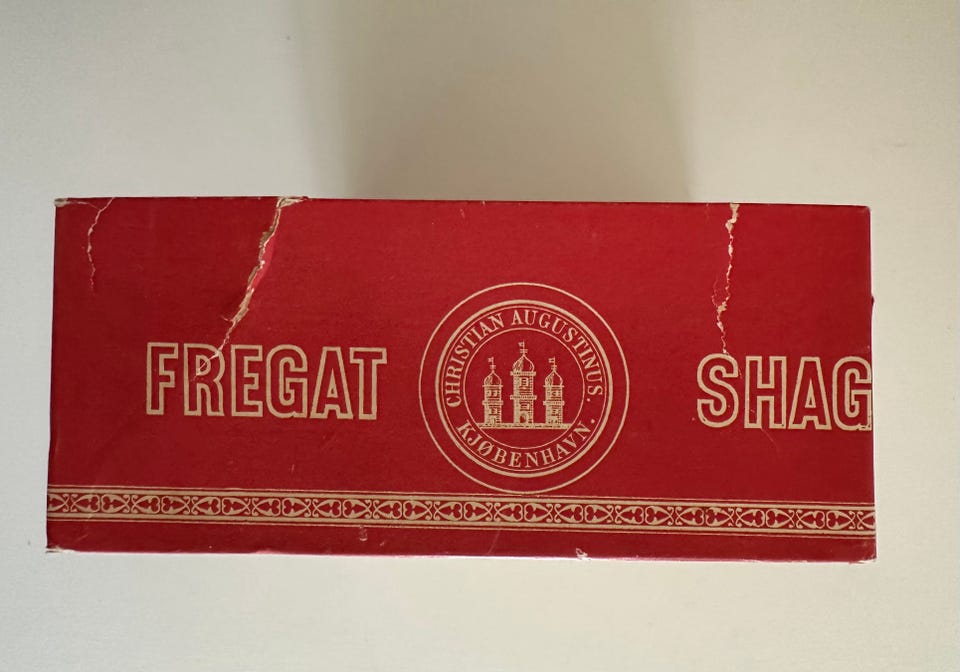 FREGAT
CHRISTIAN AUGUSTINUS.
KJØBENHAVN.
SHAG